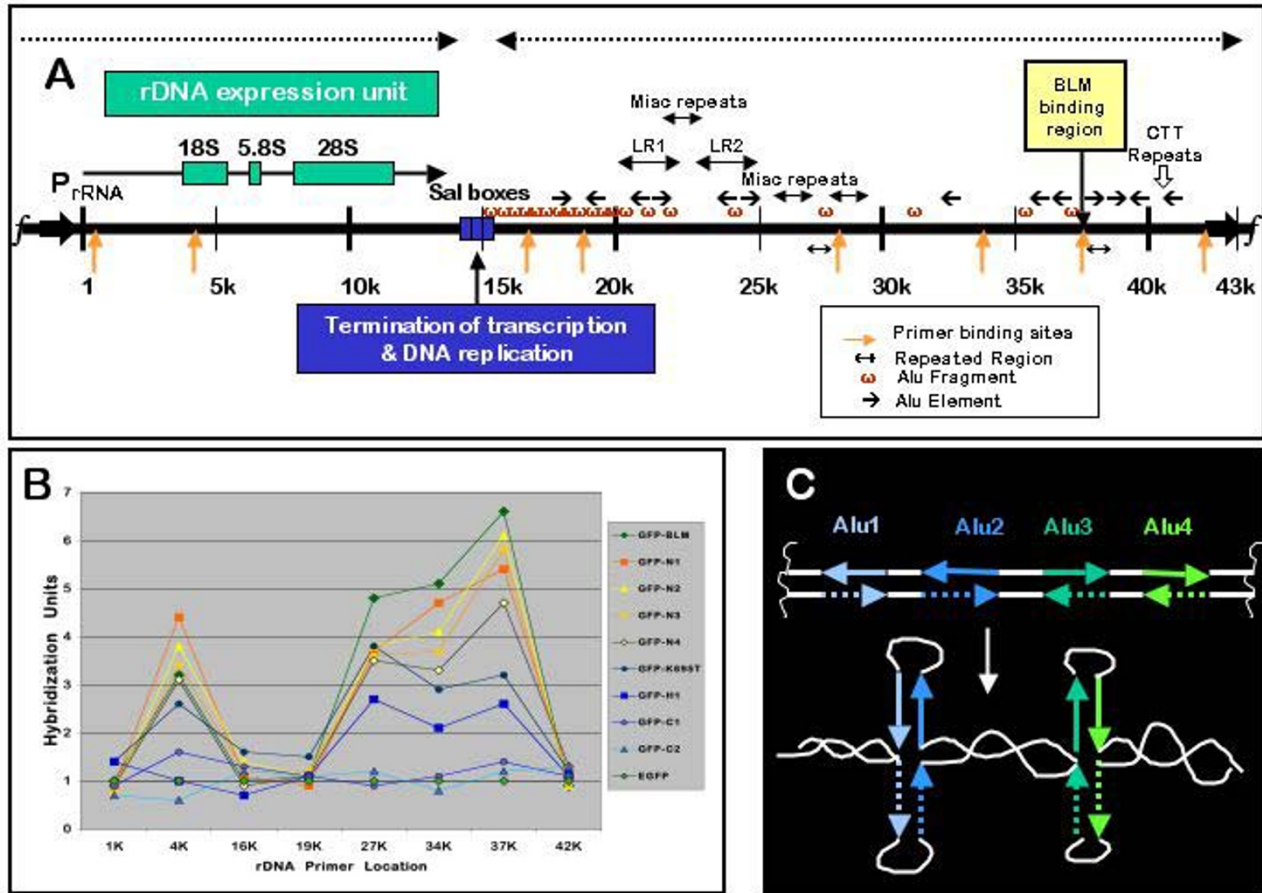 A
rDNA expression unit
18S 5.8S 28S
P rRNA
Sal boxes
Misc repeats
LR1 LR2
Misc repeats
BLM
binding
region
CTT
Repeats
f f
1 5k 10k 15k 20k 25k 30k 35k 40k 43k
Termination of transcription
& DNA replication
Primer binding sites
Repeated Region
ω Alu Fragment
Alu Element
B
Hybridization Units
7
6
5
4
3
2
1
0
1K 4K 16K 19K 27K 34K 37K 42K
rDNA Primer Location
GFP-BLM
GFP-N1
GFP-N2
GFP-N3
GFP-N4
GFP-K695T
GFP-H1
GFP-C1
GFP-C2
EGFP
C
Alu1 Alu2 Alu3 Alu4